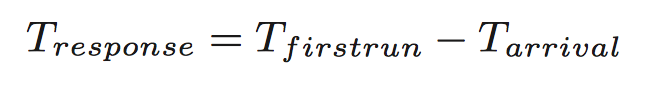 T_response = T_firstrun − T_arrival